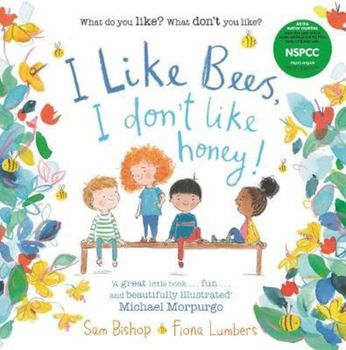 What do you like? What don't you like?
NSPCC
I Like Bees,
I don't like
honey!
'A great little book . . . fun . . .
and beautifully illustrated'
Michael Morpurgo
Sam Bishop • Fiona Lumbers